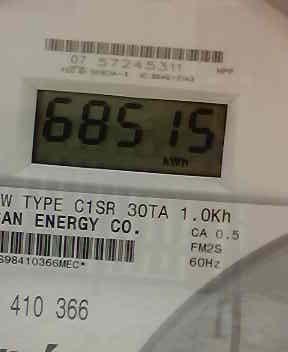 07 57245311
68515
kWh
W TYPE C1SR 30TA 1.0Kh
AN ENERGY CO.
CA 0.5
FM2S
S98410366MEC*
60Hz
410 366